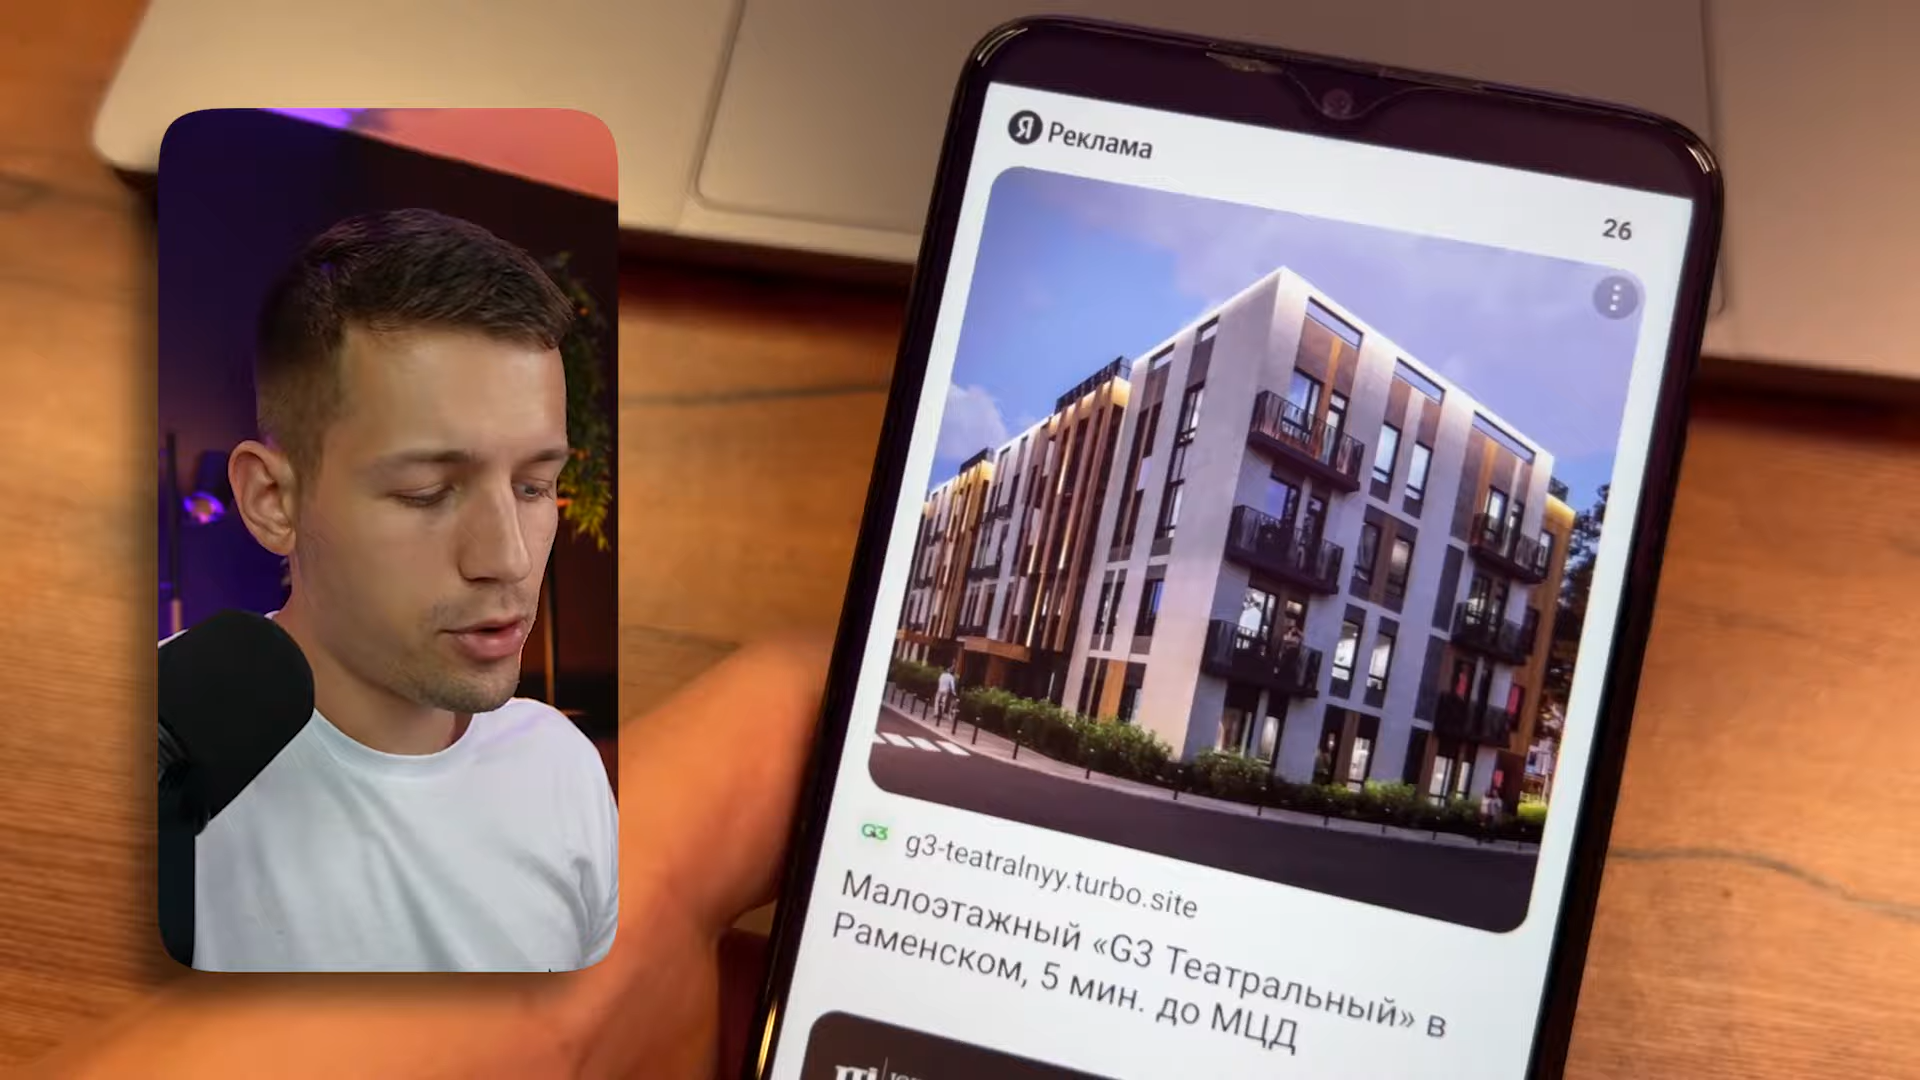 Я Реклама
26
G3 g3-teatralnyy.turbo.site
Малоэтажный «G3 Театральный» в
Раменском, 5 мин. до МЦД